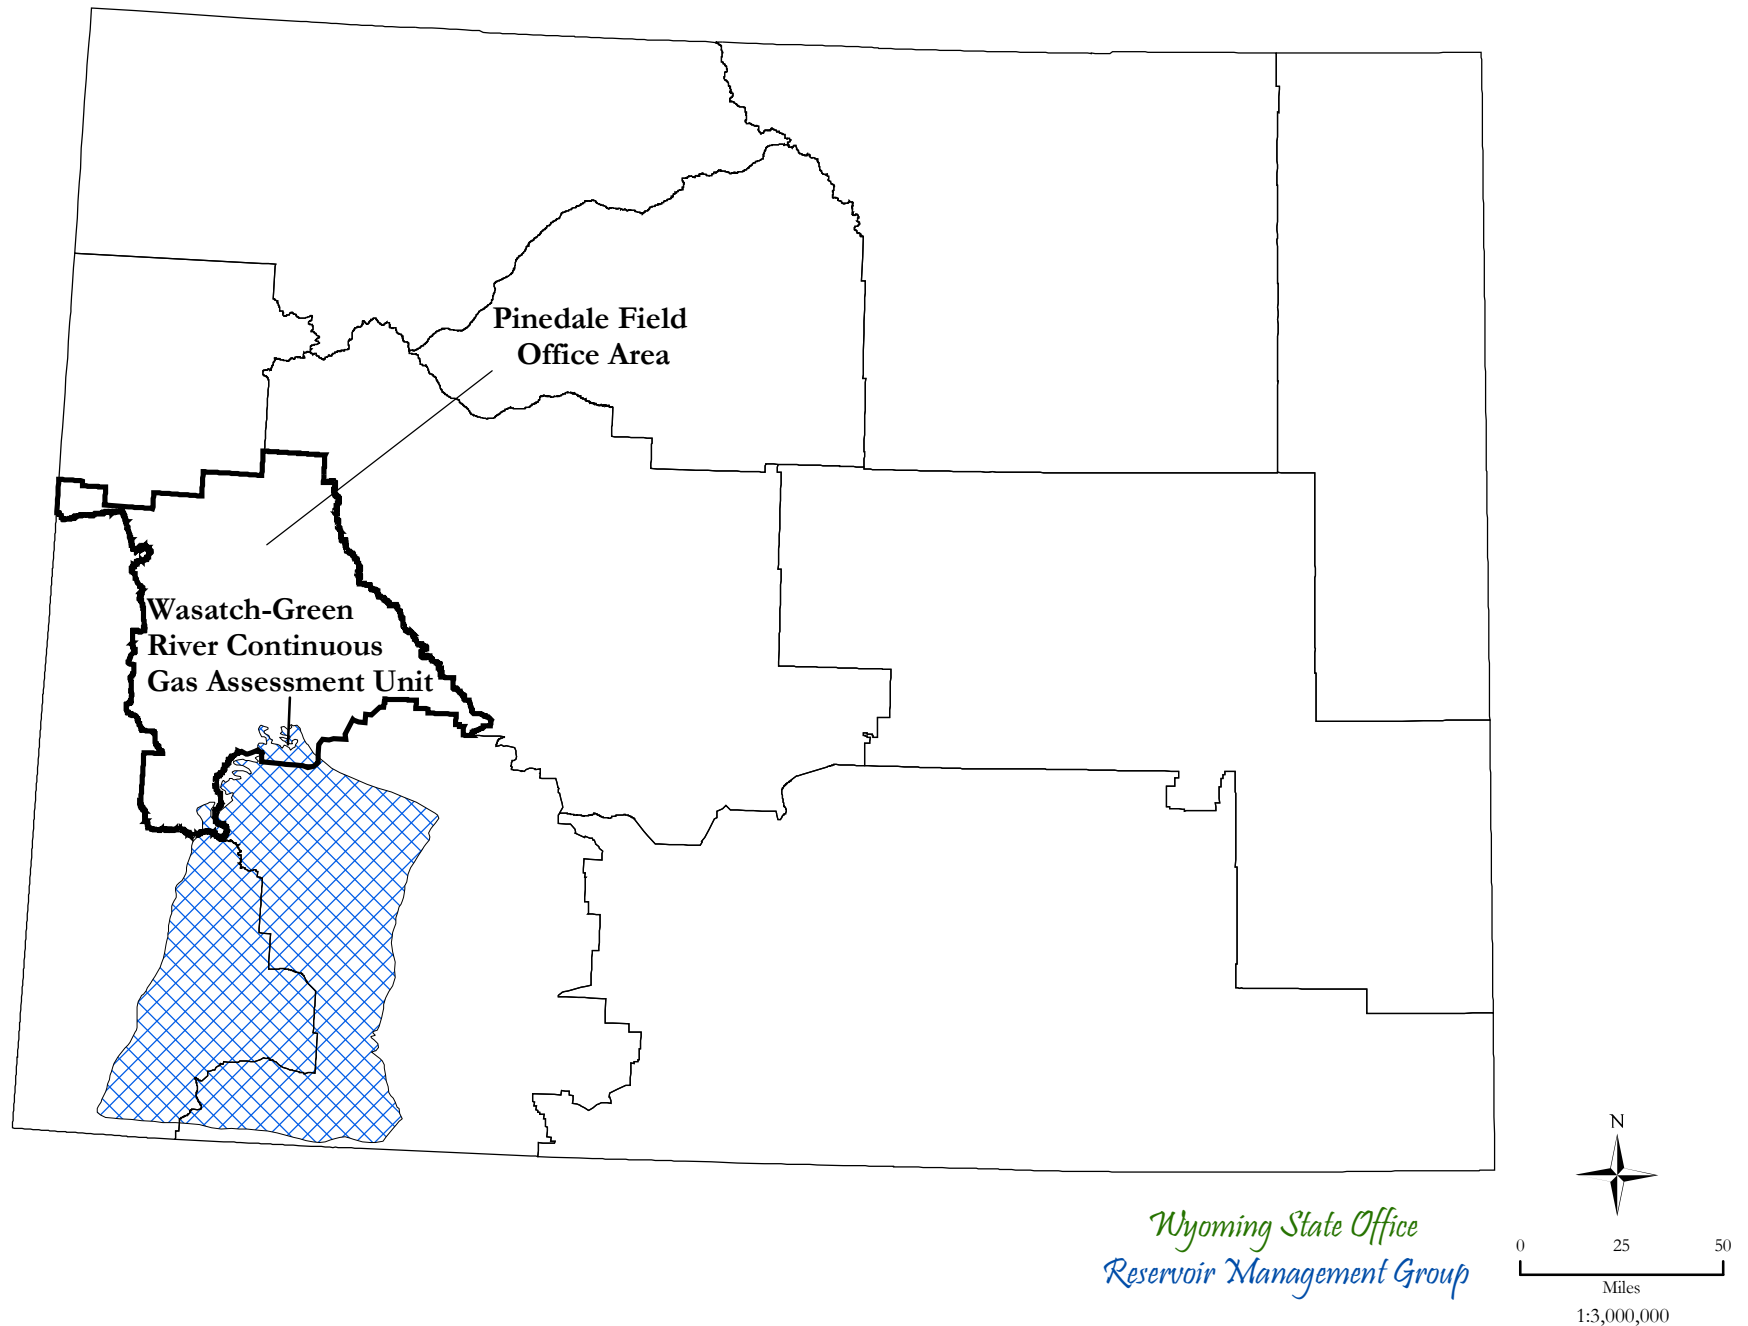 Pinedale Field
Office Area
Wasatch-Green
River Continuous
Gas Assessment Unit
N
Wyoming State Office
Reservoir Management Group
0 25 50
Miles
1:3,000,000